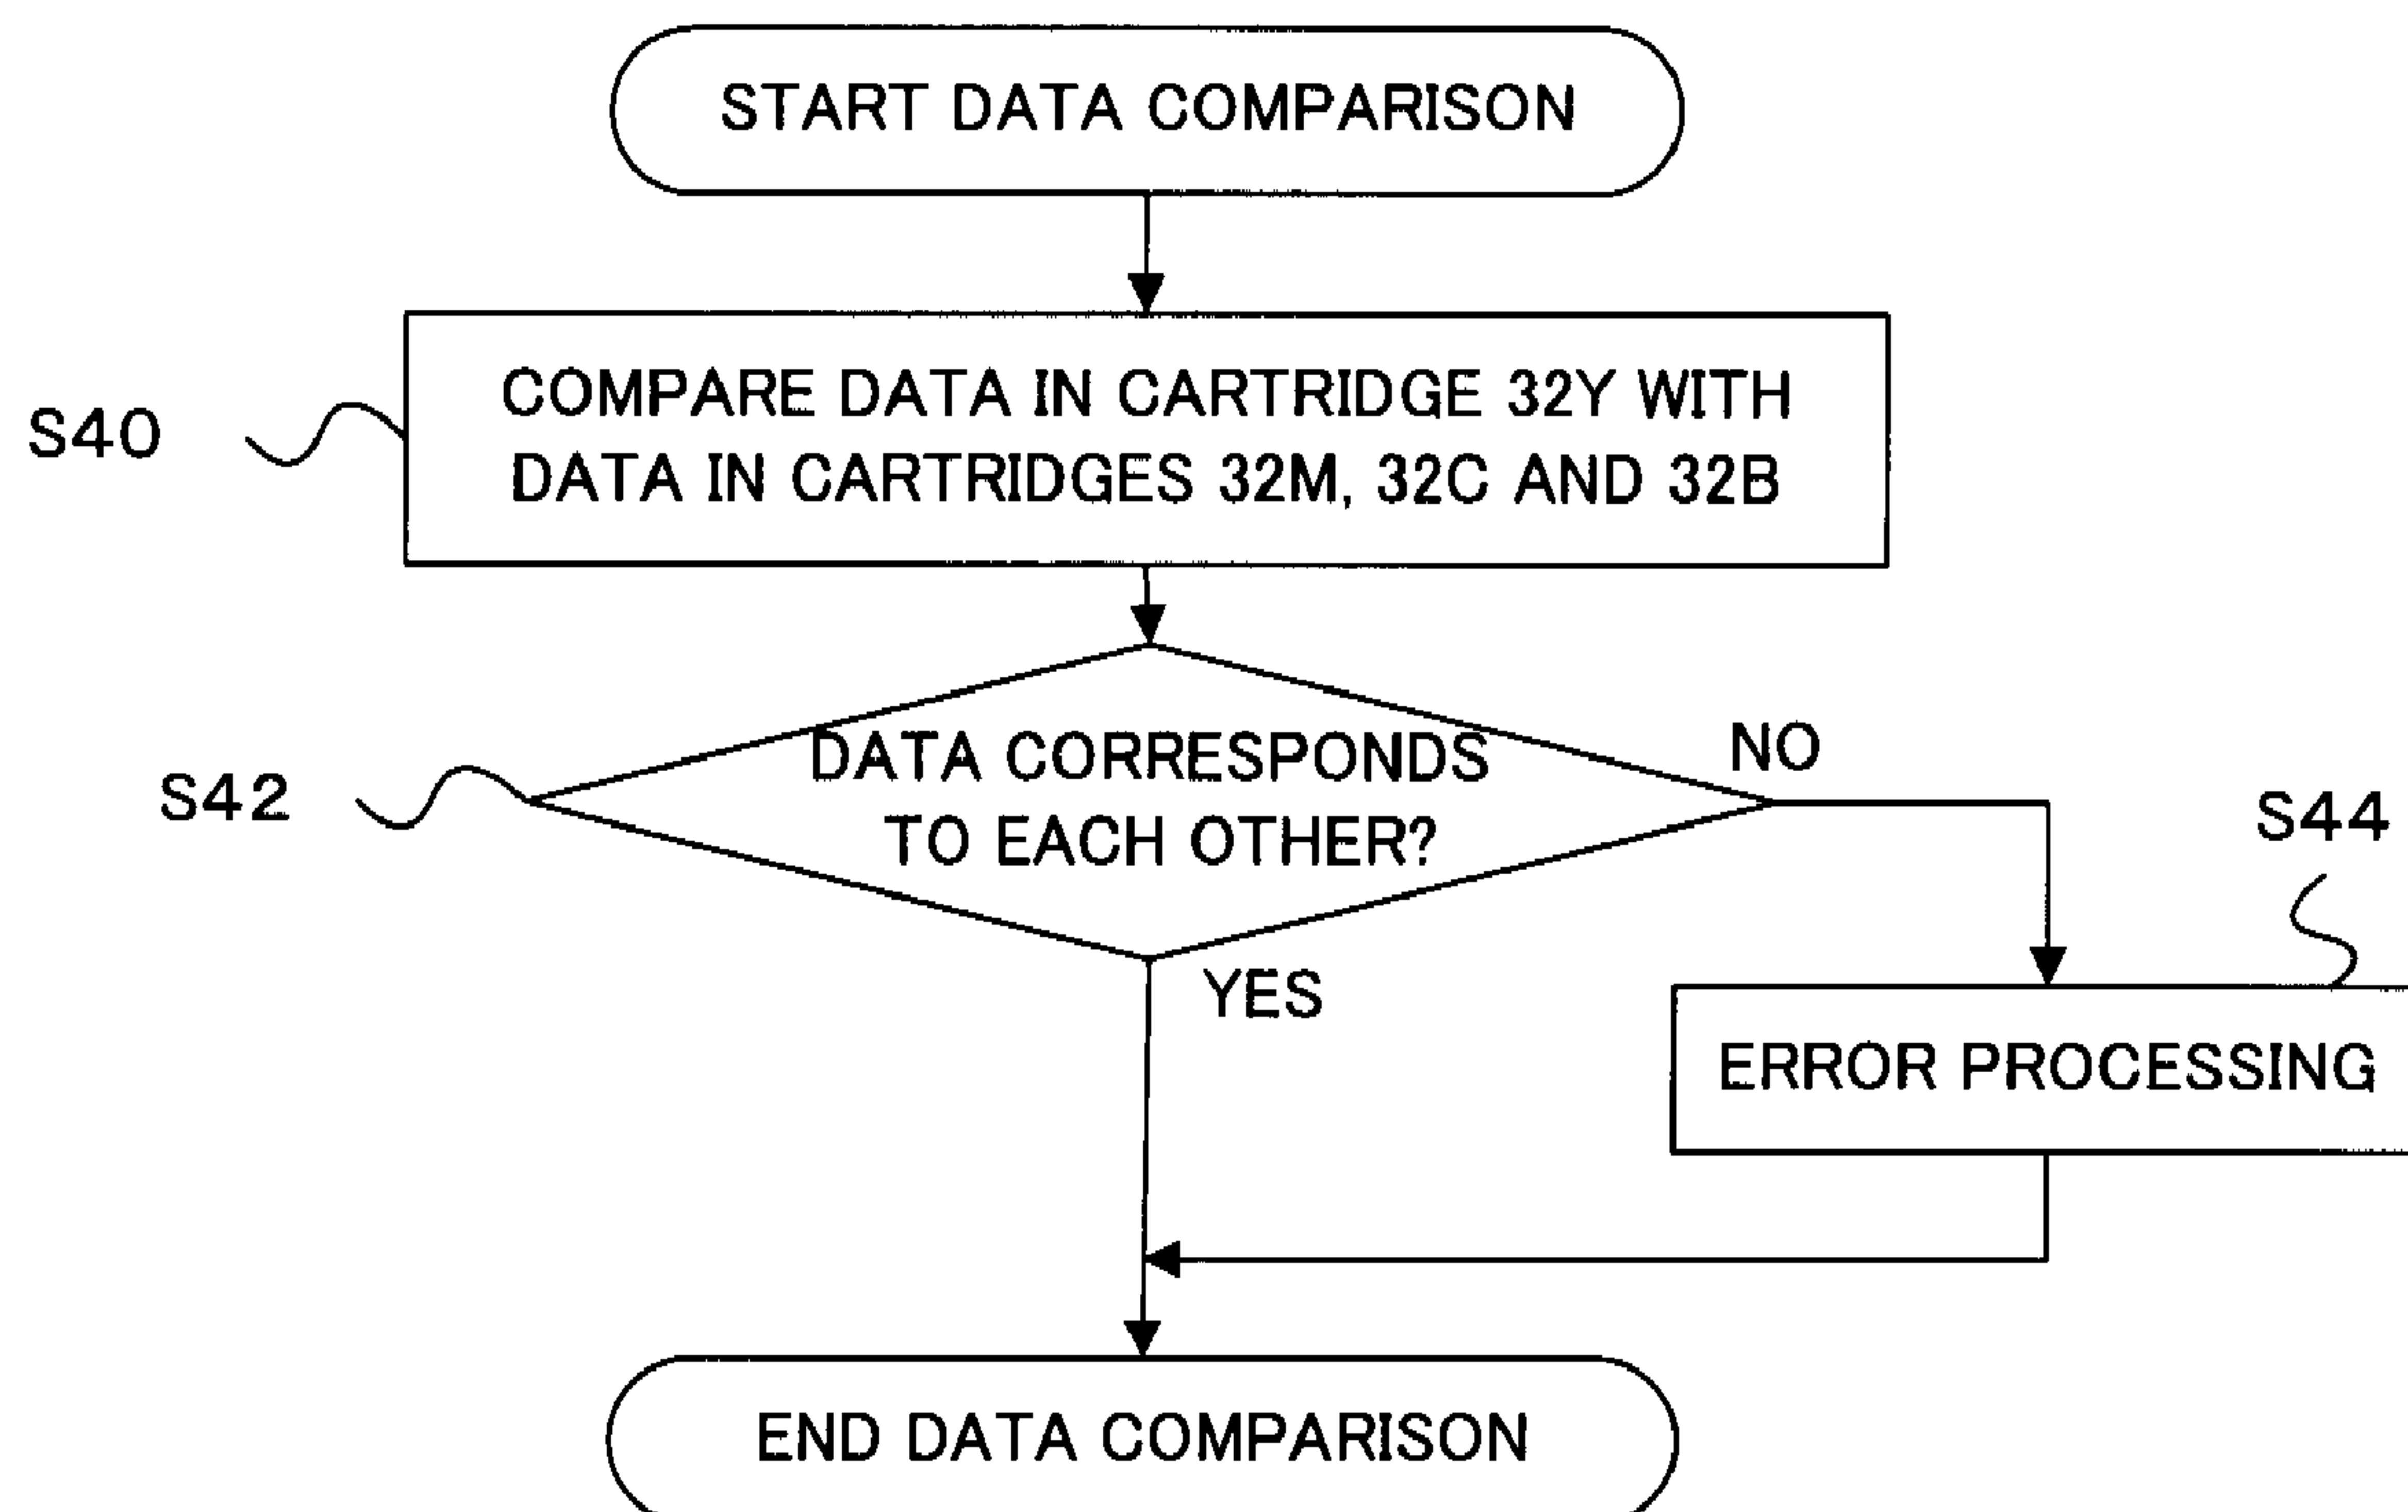 START DATA COMPARISON
S40
COMPARE DATA IN CARTRIDGE 32Y WITH
DATA IN CARTRIDGES 32M, 32C AND 32B
S42
DATA CORRESPONDS
TO EACH OTHER?
NO
YES
S44
ERROR PROCESSING
END DATA COMPARISON